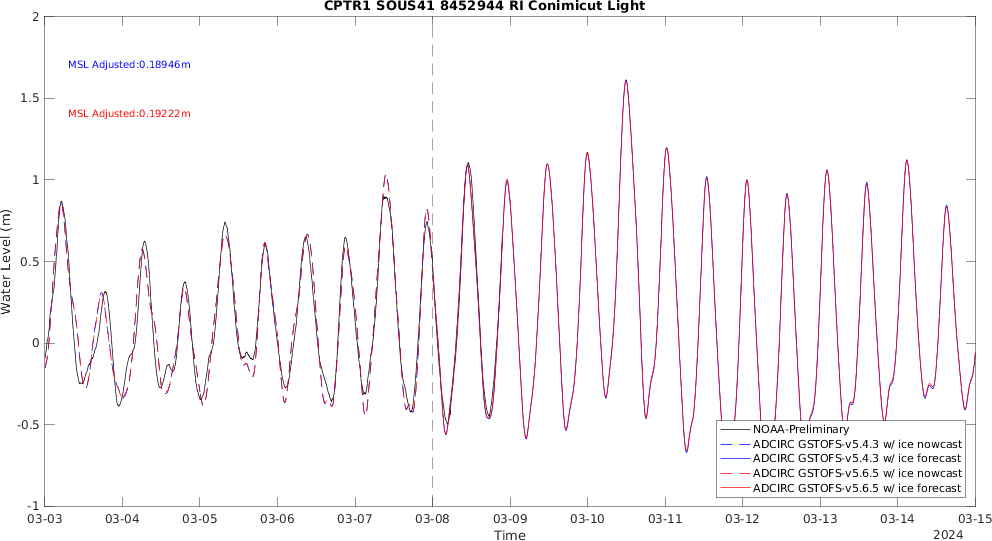 CPTR1 SOUS41 8452944 RI Conimicut Light
2
1.5
1
0.5
0
-0.5
-1
Water Level (m)
MSL Adjusted:0.18946m
MSL Adjusted:0.19222m
NOAA-Preliminary
ADCIRC GSTOFS-v5.4.3 w/ ice nowcast
ADCIRC GSTOFS-v5.4.3 w/ ice forecast
ADCIRC GSTOFS-v5.6.5 w/ ice nowcast
ADCIRC GSTOFS-v5.6.5 w/ ice forecast
03-03 03-04 03-05 03-06 03-07 03-08 03-09 03-10 03-11 03-12 03-13 03-14 03-15
Time
2024